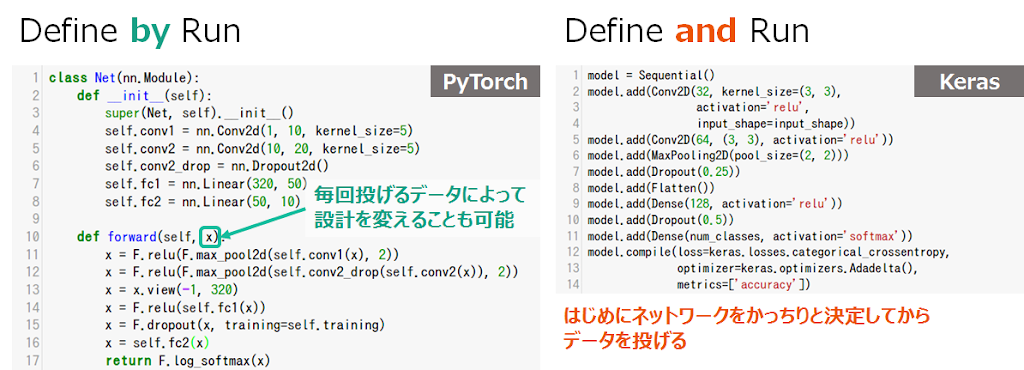 Define by Run
PyTorch
1 class Net(nn.Module):
2 def __init__(self):
3 super(Net, self).__init__()
4 self.conv1 = nn.Conv2d(1, 10, kernel_size=5)
5 self.conv2 = nn.Conv2d(10, 20, kernel_size=5)
6 self.conv2_drop = nn.Dropout2d()
7 self.fc1 = nn.Linear(320, 50)
8 self.fc2 = nn.Linear(50, 10)
9
10 def forward(self, x):
11 x = F.relu(F.max_pool2d(self.conv1(x), 2))
12 x = F.relu(F.max_pool2d(self.conv2_drop(self.conv2(x)), 2))
13 x = x.view(-1, 320)
14 x = F.relu(self.fc1(x))
15 x = F.dropout(x, training=self.training)
16 x = self.fc2(x)
17 return F.log_softmax(x)
毎回投げるデータによって
設計を変えることも可能
Define and Run
Keras
1 model = Sequential()
2 model.add(Conv2D(32, kernel_size=(3, 3),
3 activation='relu',
4 input_shape=input_shape))
5 model.add(Conv2D(64, (3, 3), activation='relu'))
6 model.add(MaxPooling2D(pool_size=(2, 2)))
7 model.add(Dropout(0.25))
8 model.add(Flatten())
9 model.add(Dense(128, activation='relu'))
10 model.add(Dropout(0.5))
11 model.add(Dense(num_classes, activation='softmax'))
12 model.compile(loss=keras.losses.categorical_crossentropy,
13 optimizer=keras.optimizers.Adadelta(),
14 metrics=['accuracy'])
はじめにネットワークをかっちりと決定してから
データを投げる